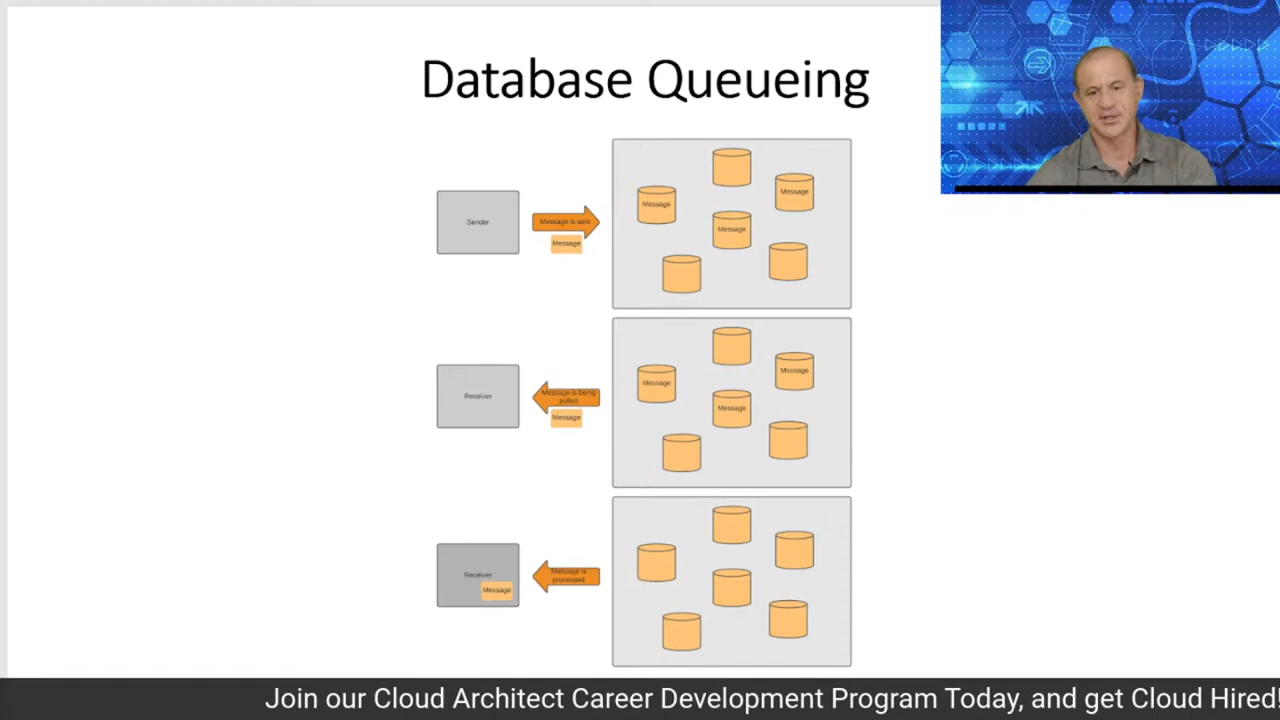 Database Queueing
Sender
Message is sent
Message
Message
Message
Message
Receiver
Message is being
pulled
Message
Message
Message
Message
Receiver
Message
Message is
processed
Join our Cloud Architect Career Development Program Today, and get Cloud Hired!